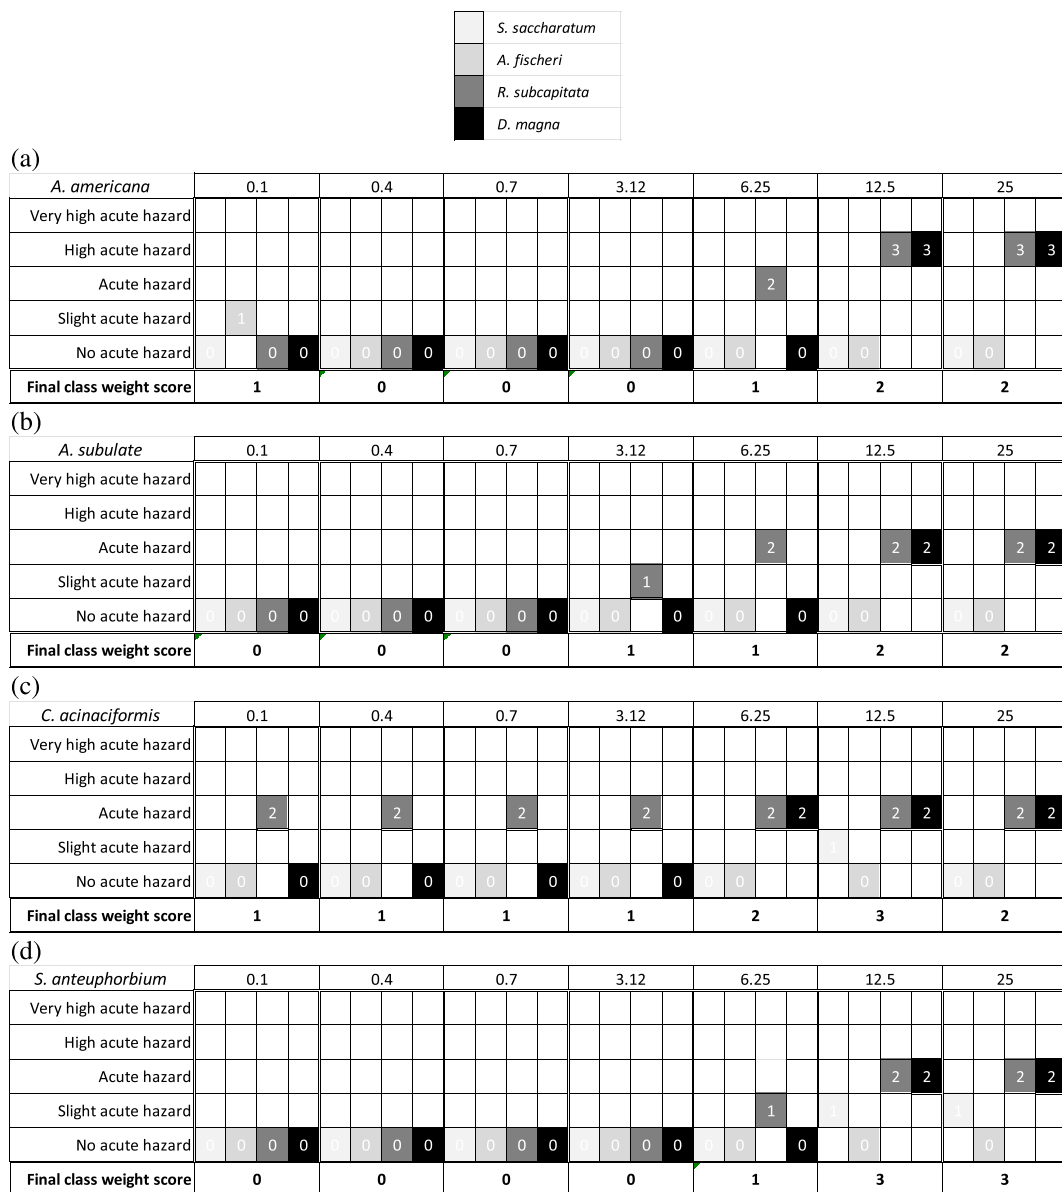 S. saccharatum
A. fischeri
R. subcapitata
D. magna
(a)
A. americana 0.1 0.4 0.7 3.12 6.25 12.5 25
Very high acute hazard
High acute hazard 3 3 3 3
Acute hazard 2
Slight acute hazard 1
No acute hazard 0 0 0 0 0 0 0 0 0 0 0 0 0 0 0 0 0 0 0 0 0 0
Final class weight score 1 0 0 0 1 2 2
(b)
A. subulate 0.1 0.4 0.7 3.12 6.25 12.5 25
Very high acute hazard
High acute hazard
Acute hazard 2 2 2 2 2
Slight acute hazard 1
No acute hazard 0 0 0 0 0 0 0 0 0 0 0 0 0 0 0 0 0 0 0 0 0 0
Final class weight score 0 0 0 1 1 2 2
(c)
C. acinaciformis 0.1 0.4 0.7 3.12 6.25 12.5 25
Very high acute hazard
High acute hazard
Acute hazard 2 2 2 2 2 2 2 2 2 2
Slight acute hazard 1
No acute hazard 0 0 0 0 0 0 0 0 0 0 0 0 0 0 0 0 0
Final class weight score 1 1 1 1 2 3 2
(d)
S. anteuphorbium 0.1 0.4 0.7 3.12 6.25 12.5 25
Very high acute hazard
High acute hazard
Acute hazard 2 2 2 2
Slight acute hazard 1 1 1
No acute hazard 0 0 0 0 0 0 0 0 0 0 0 0 0 0 0 0 0 0 0 0 0
Final class weight score 0 0 0 0 1 3 3